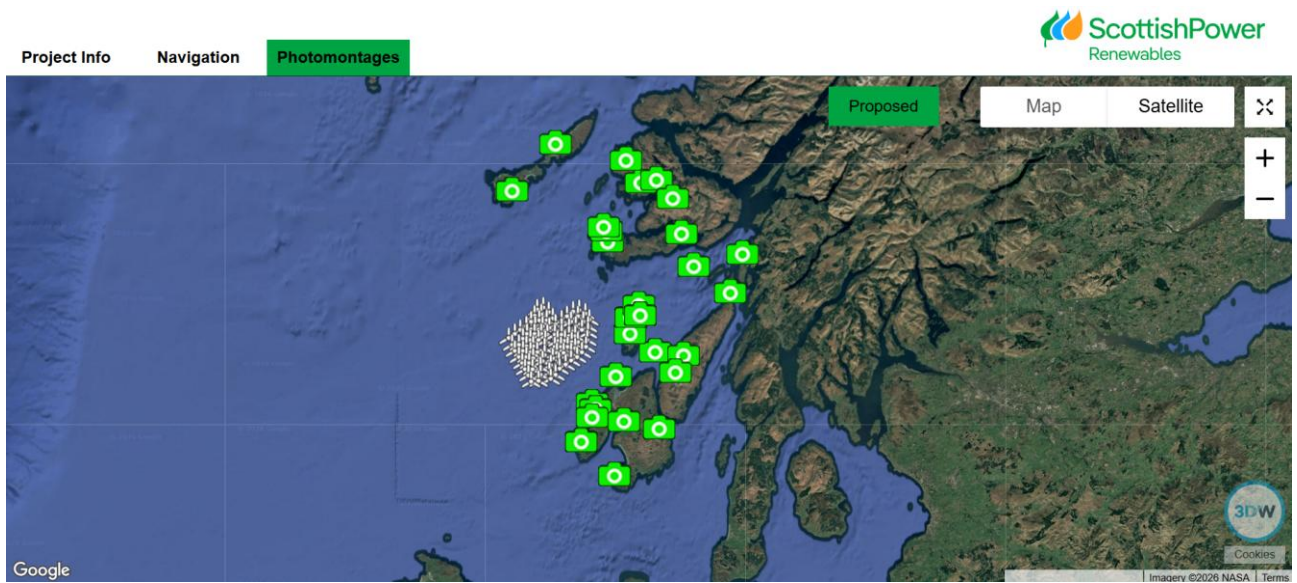 ScottishPower
Renewables
Project Info
Navigation
Photomontages
Proposed
Map
Satellite
+
−
3DW
Cookies
Google
Imagery ©2026 NASA
Terms